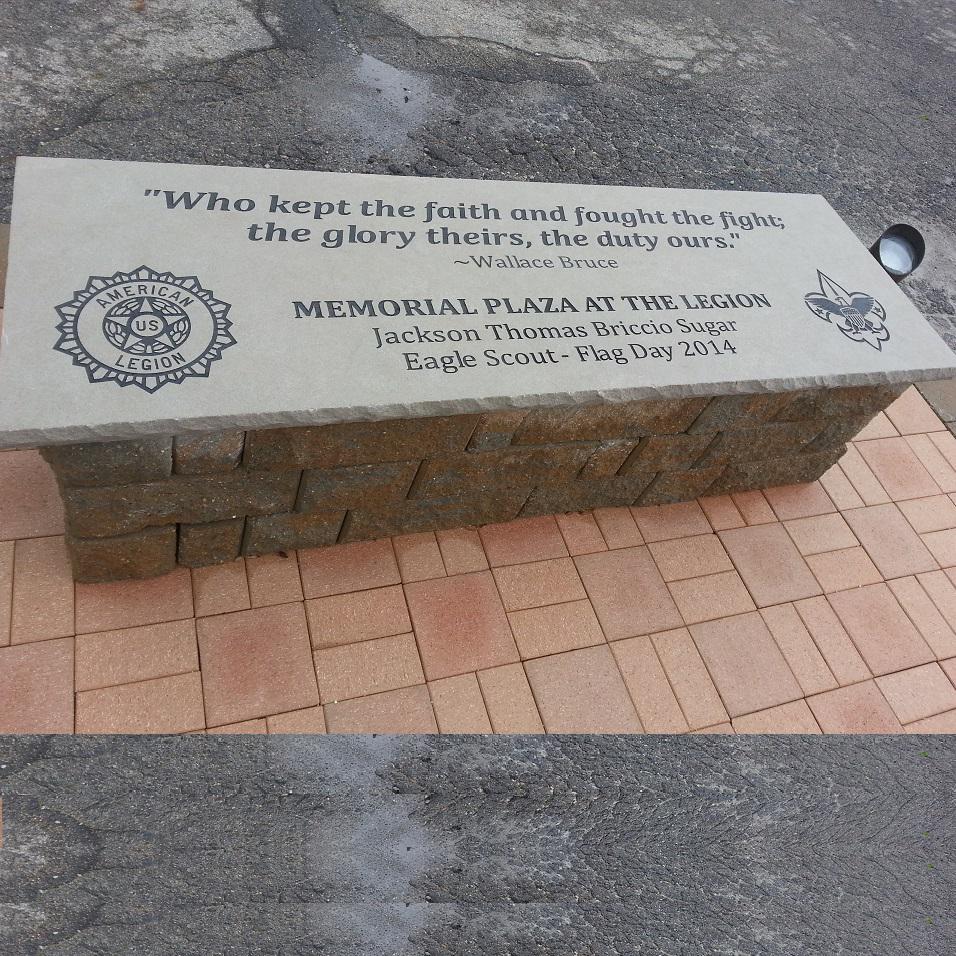 "Who kept the faith and fought the fight;
the glory theirs, the duty ours."
~Wallace Bruce
MEMORIAL PLAZA AT THE LEGION
Jackson Thomas Briccio Sugar
Eagle Scout - Flag Day 2014
AMERICAN
US
LEGION